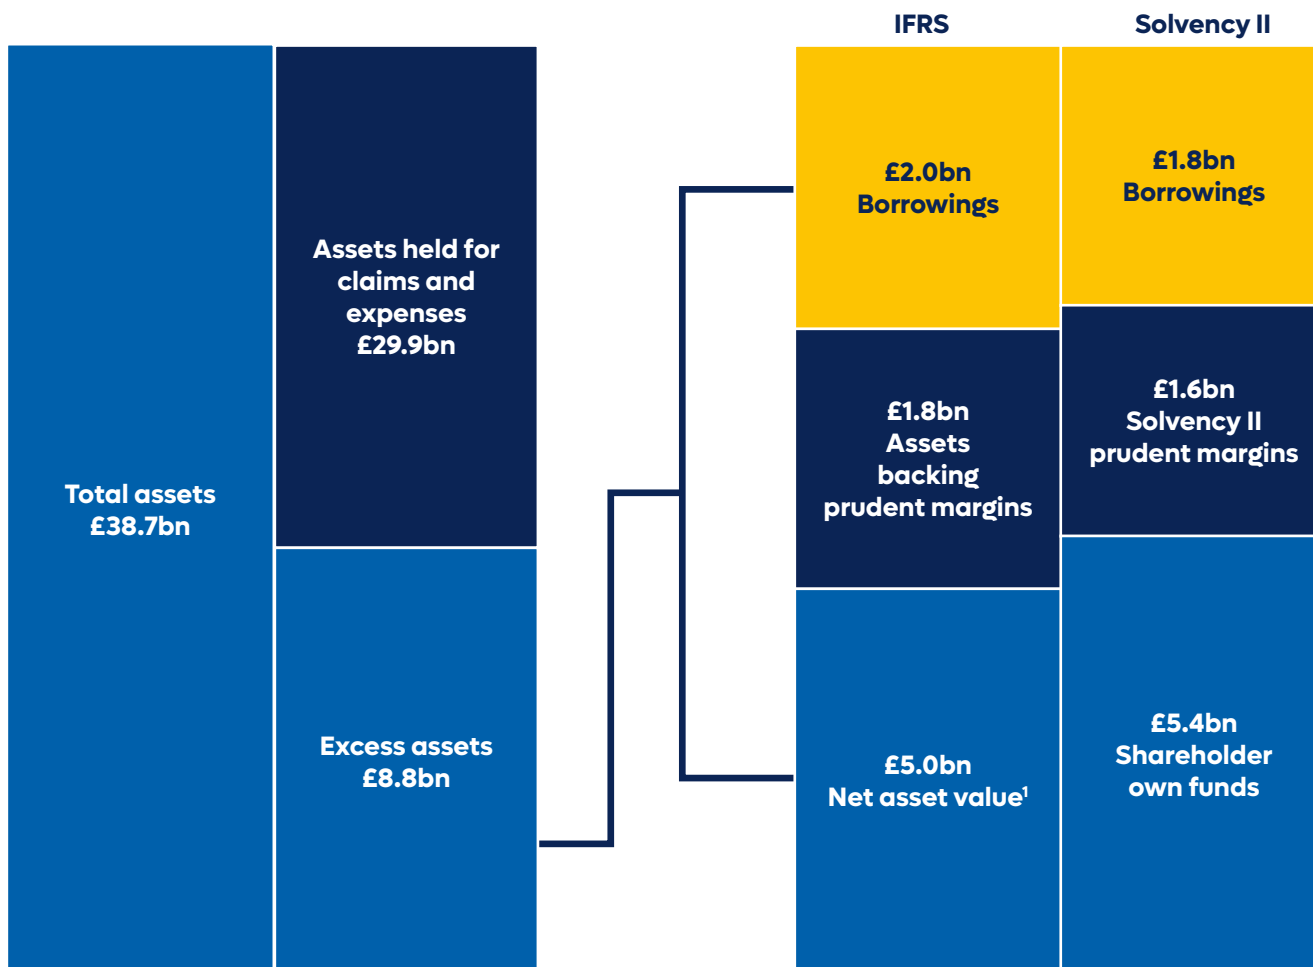 IFRS
Solvency II
Total assets
£38.7bn
Assets held for
claims and
expenses
£29.9bn
Excess assets
£8.8bn
£2.0bn
Borrowings
£1.8bn
Assets
backing
prudent margins
£5.0bn
Net asset value¹
£1.8bn
Borrowings
£1.6bn
Solvency II
prudent margins
£5.4bn
Shareholder
own funds